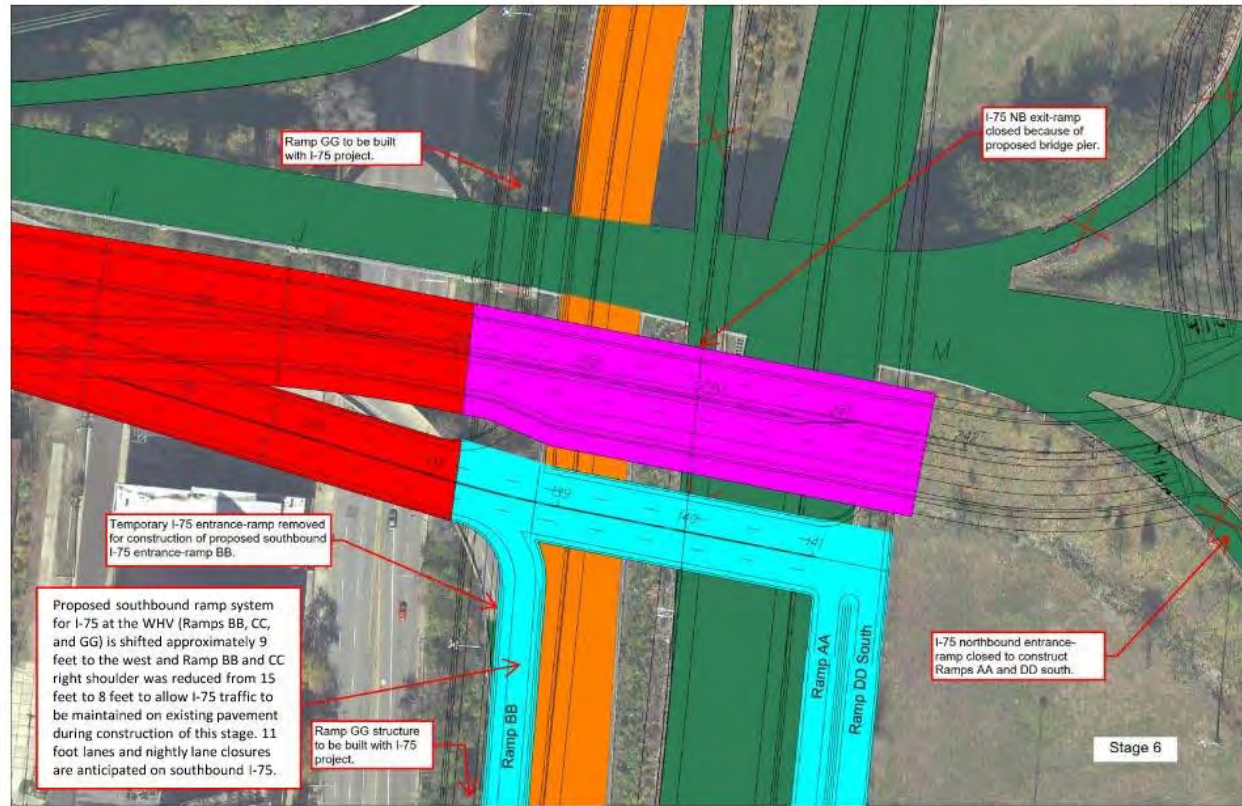 Ramp GG to be built
with I-75 project.
I-75 NB exit-ramp
closed because of
proposed bridge pier.
M
Temporary I-75 entrance-ramp removed
for construction of proposed southbound
I-75 entrance-ramp BB.
139
140
141
242
Proposed southbound ramp system
for I-75 at the WHV (Ramps BB, CC,
and GG) is shifted approximately 9
feet to the west and Ramp BB and CC
right shoulder was reduced from 15
feet to 8 feet to allow I-75 traffic to
be maintained on existing pavement
during construction of this stage. 11
foot lanes and nightly lane closures
are anticipated on southbound I-75.
Ramp GG structure
to be built with I-75
project.
Ramp BB
Ramp AA
Ramp DD South
I-75 northbound entrance-
ramp closed to construct
Ramps AA and DD south.
Stage 6